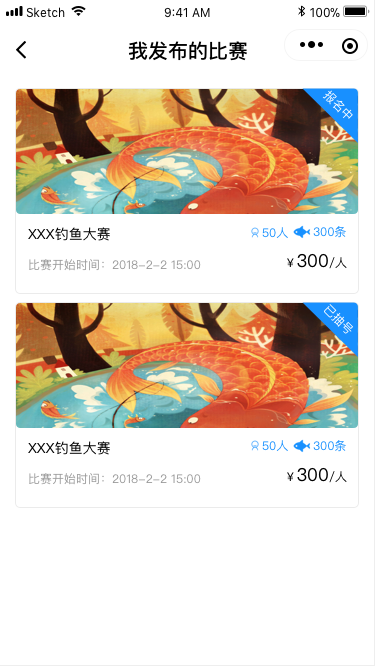 Sketch 9:41 AM 100%
我发布的比赛
报名中
XXX钓鱼大赛 50人 300条
比赛开始时间：2018-2-2 15:00 ¥300/人
已抽号
XXX钓鱼大赛 50人 300条
比赛开始时间：2018-2-2 15:00 ¥300/人